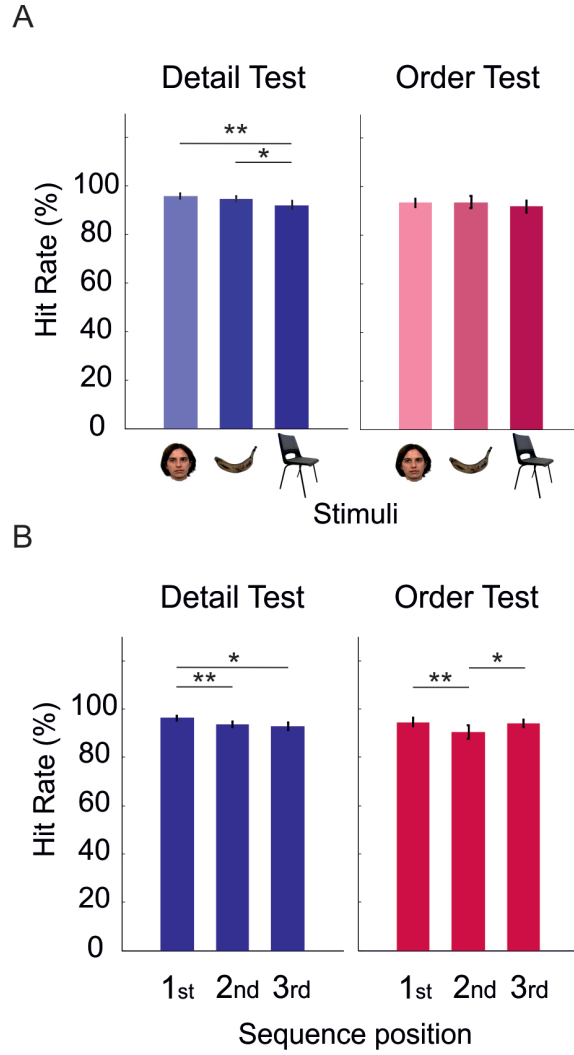 A
Detail Test
Order Test
**
*
Hit Rate (%)
100
80
60
40
20
0
Stimuli
B
Detail Test
Order Test
*
**
*
**
Hit Rate (%)
100
80
60
40
20
0
1st 2nd 3rd
1st 2nd 3rd
Sequence position